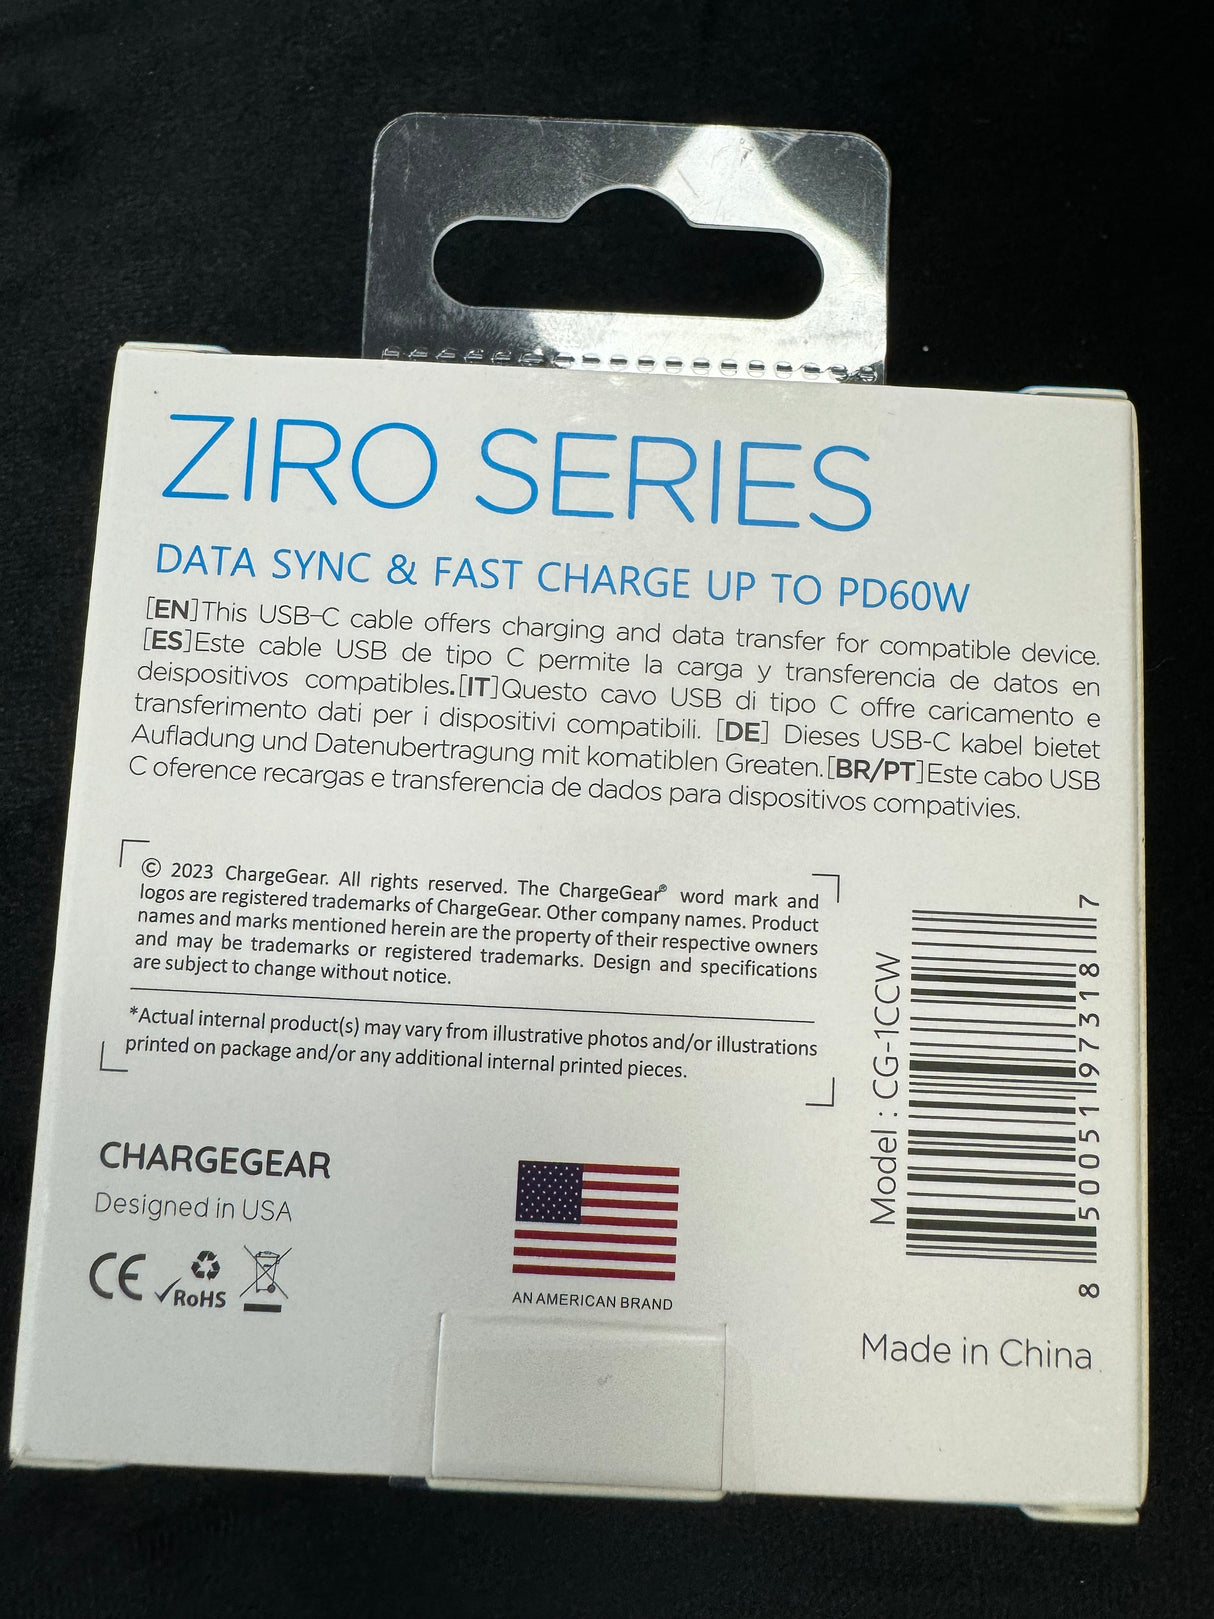 ZIRO SERIES
DATA SYNC & FAST CHARGE UP TO PD60W
[EN]This USB-C cable offers charging and data transfer for compatible device.
[ES]Este cable USB de tipo C permite la carga y transferencia de datos en
deispositivos compatibles.[IT]Questo cavo USB di tipo C offre caricamento e
transferimento dati per i dispositivi compatibili. [DE] Dieses USB-C kabel bietet
Aufladung und Datenubertragung mit komatiblen Greaten.[BR/PT]Este cabo USB
C oference recargas e transferencia de dados para dispositivos compativies.
© 2023 ChargeGear. All rights reserved. The ChargeGear® word mark and
logos are registered trademarks of ChargeGear. Other company names. Product
names and marks mentioned herein are the property of their respective owners
and may be trademarks or registered trademarks. Design and specifications
are subject to change without notice.
*Actual internal product(s) may vary from illustrative photos and/or illustrations
printed on package and/or any additional internal printed pieces.
Model : CG-1CCW
8 50051 97318 7
CHARGEGEAR
Designed in USA
CE RoHS
AN AMERICAN BRAND
Made in China